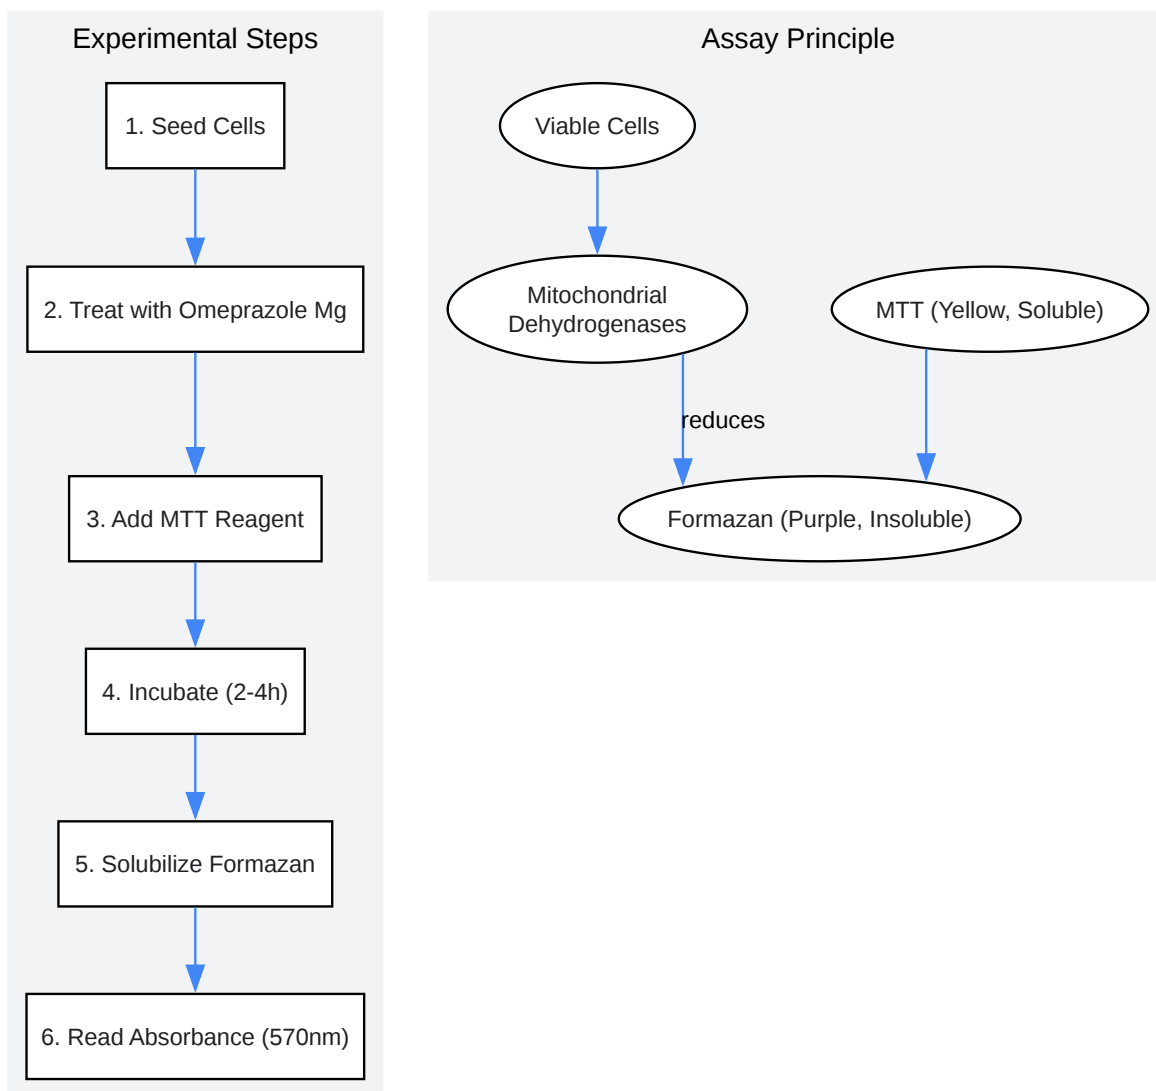 Experimental Steps
1. Seed Cells
2. Treat with Omeprazole Mg
3. Add MTT Reagent
4. Incubate (2-4h)
5. Solubilize Formazan
6. Read Absorbance (570nm)
Assay Principle
Viable Cells
Mitochondrial
Dehydrogenases
MTT (Yellow, Soluble)
reduces
Formazan (Purple, Insoluble)